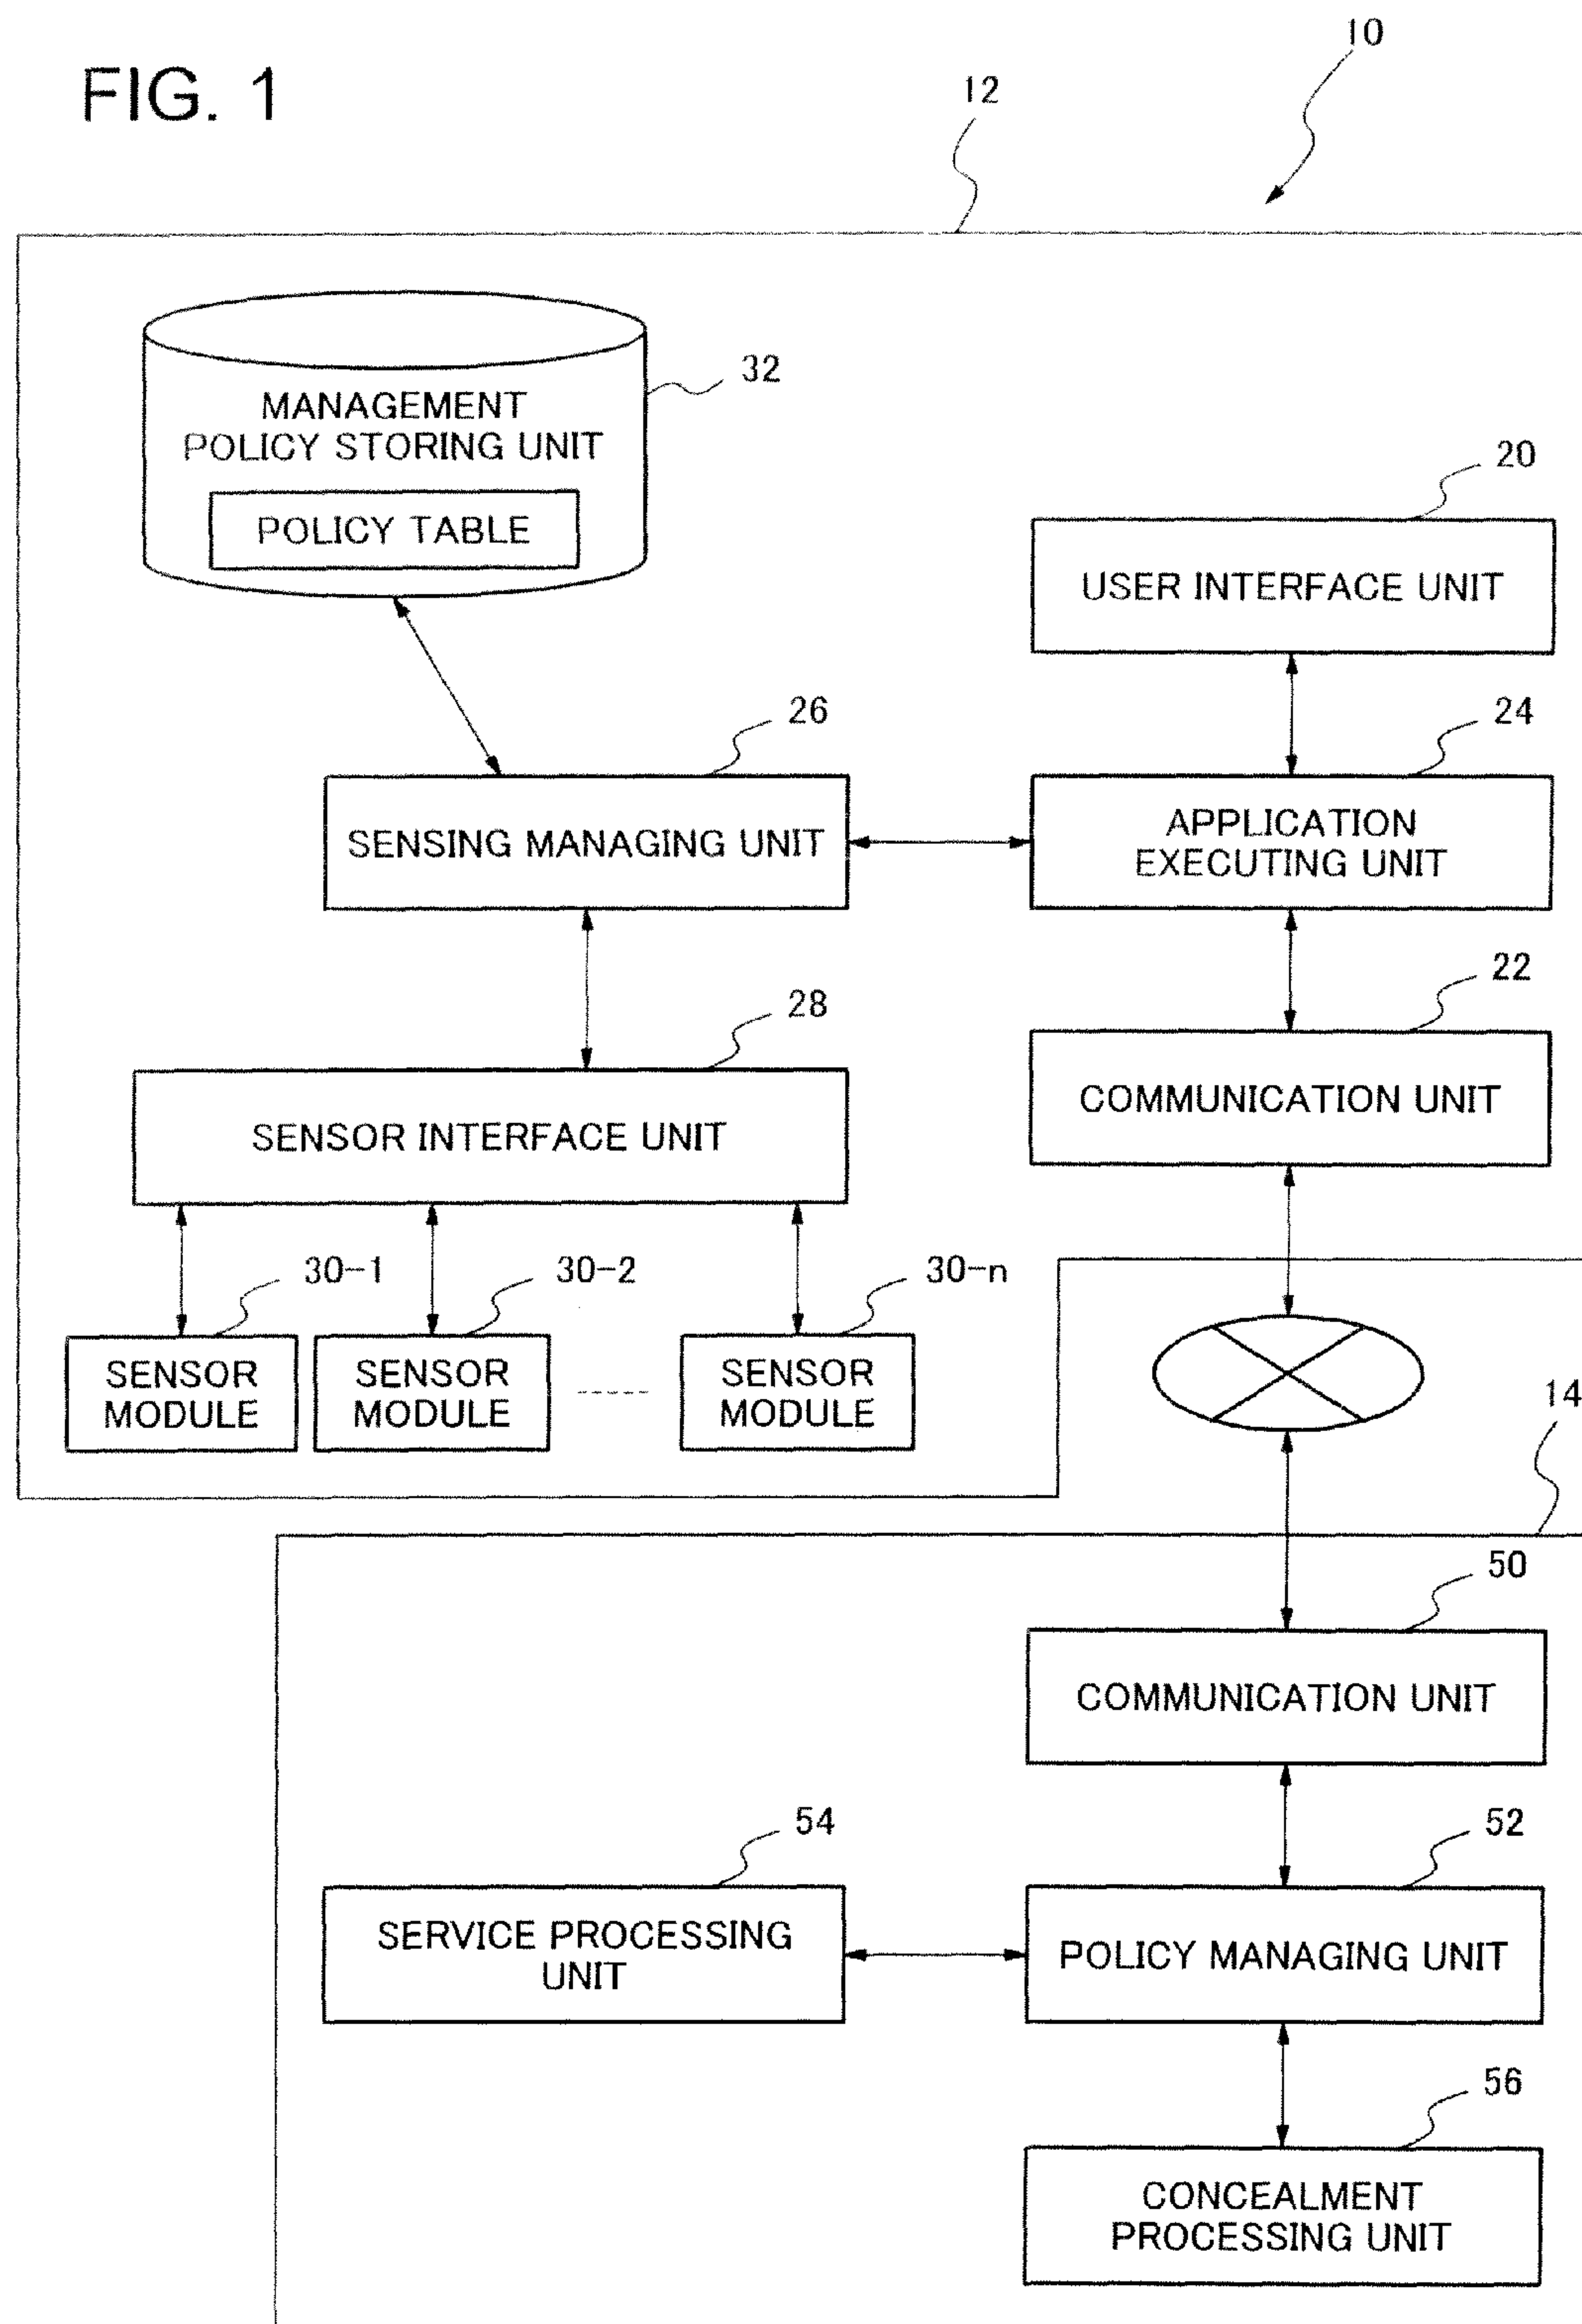 FIG. 1
10
12
32
MANAGEMENT
POLICY STORING UNIT
POLICY TABLE
20
USER INTERFACE UNIT
26
SENSING MANAGING UNIT
24
APPLICATION
EXECUTING UNIT
28
SENSOR INTERFACE UNIT
22
COMMUNICATION UNIT
30-1
SENSOR
MODULE
30-2
SENSOR
MODULE
30-n
SENSOR
MODULE
14
50
COMMUNICATION UNIT
54
SERVICE PROCESSING
UNIT
52
POLICY MANAGING UNIT
56
CONCEALMENT
PROCESSING UNIT